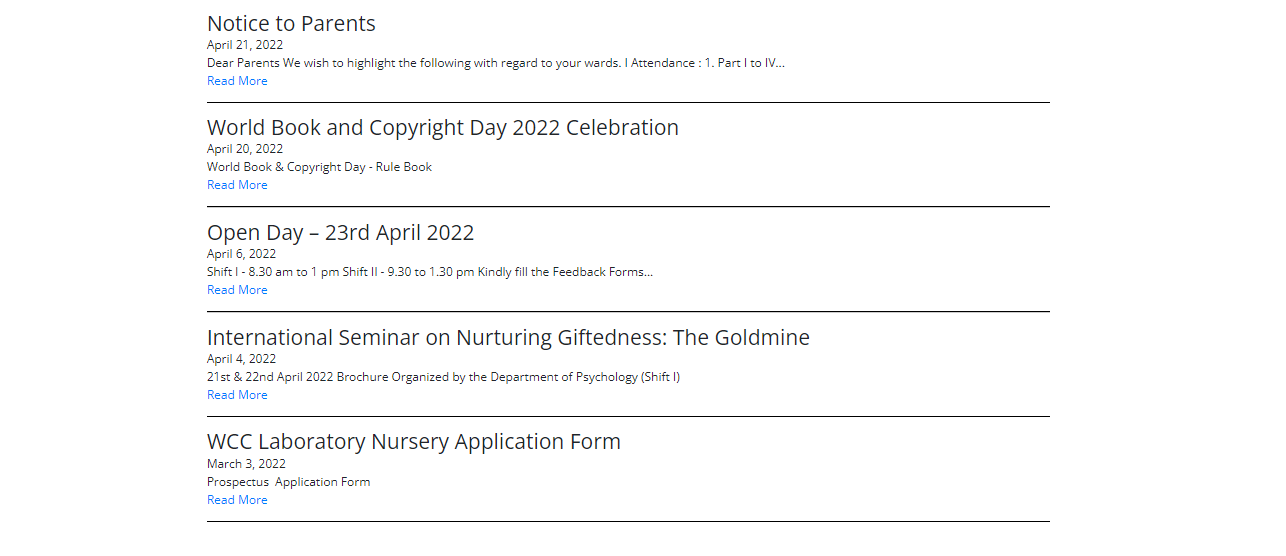 Notice to Parents
April 21, 2022
Dear Parents We wish to highlight the following with regard to your wards. I Attendance : 1. Part I to IV...
Read More
World Book and Copyright Day 2022 Celebration
April 20, 2022
World Book & Copyright Day - Rule Book
Read More
Open Day – 23rd April 2022
April 6, 2022
Shift I - 8.30 am to 1 pm Shift II - 9.30 to 1.30 pm Kindly fill the Feedback Forms...
Read More
International Seminar on Nurturing Giftedness: The Goldmine
April 4, 2022
21st & 22nd April 2022 Brochure Organized by the Department of Psychology (Shift I)
Read More
WCC Laboratory Nursery Application Form
March 3, 2022
Prospectus  Application Form
Read More